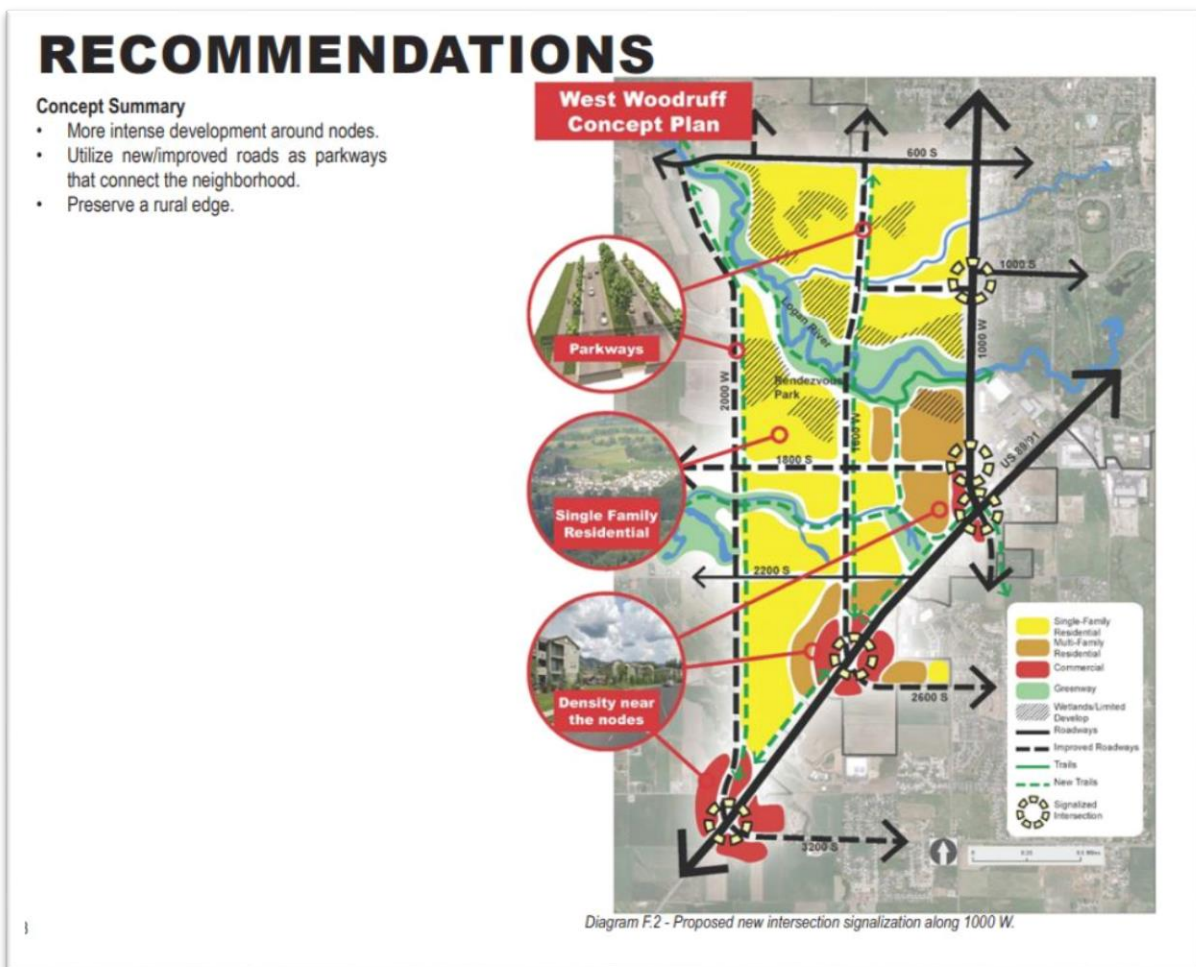 RECOMMENDATIONS
Concept Summary
• More intense development around nodes.
• Utilize new/improved roads as parkways
that connect the neighborhood.
• Preserve a rural edge.
West Woodruff
Concept Plan
600 S
1000 S
Logan River
1000 W
Parkways
Rendezvous
Park
2000 W
1600 W
US 89/91
1800 S
Single Family
Residential
2200 S
Density near
the nodes
2600 S
3200 S
Single-Family
Residential
Multi-Family
Residential
Commercial
Greenway
Wetlands/Limited
Develop
Roadways
Improved Roadways
Trails
New Trails
Signalized
Intersection
Diagram F.2 - Proposed new intersection signalization along 1000 W.